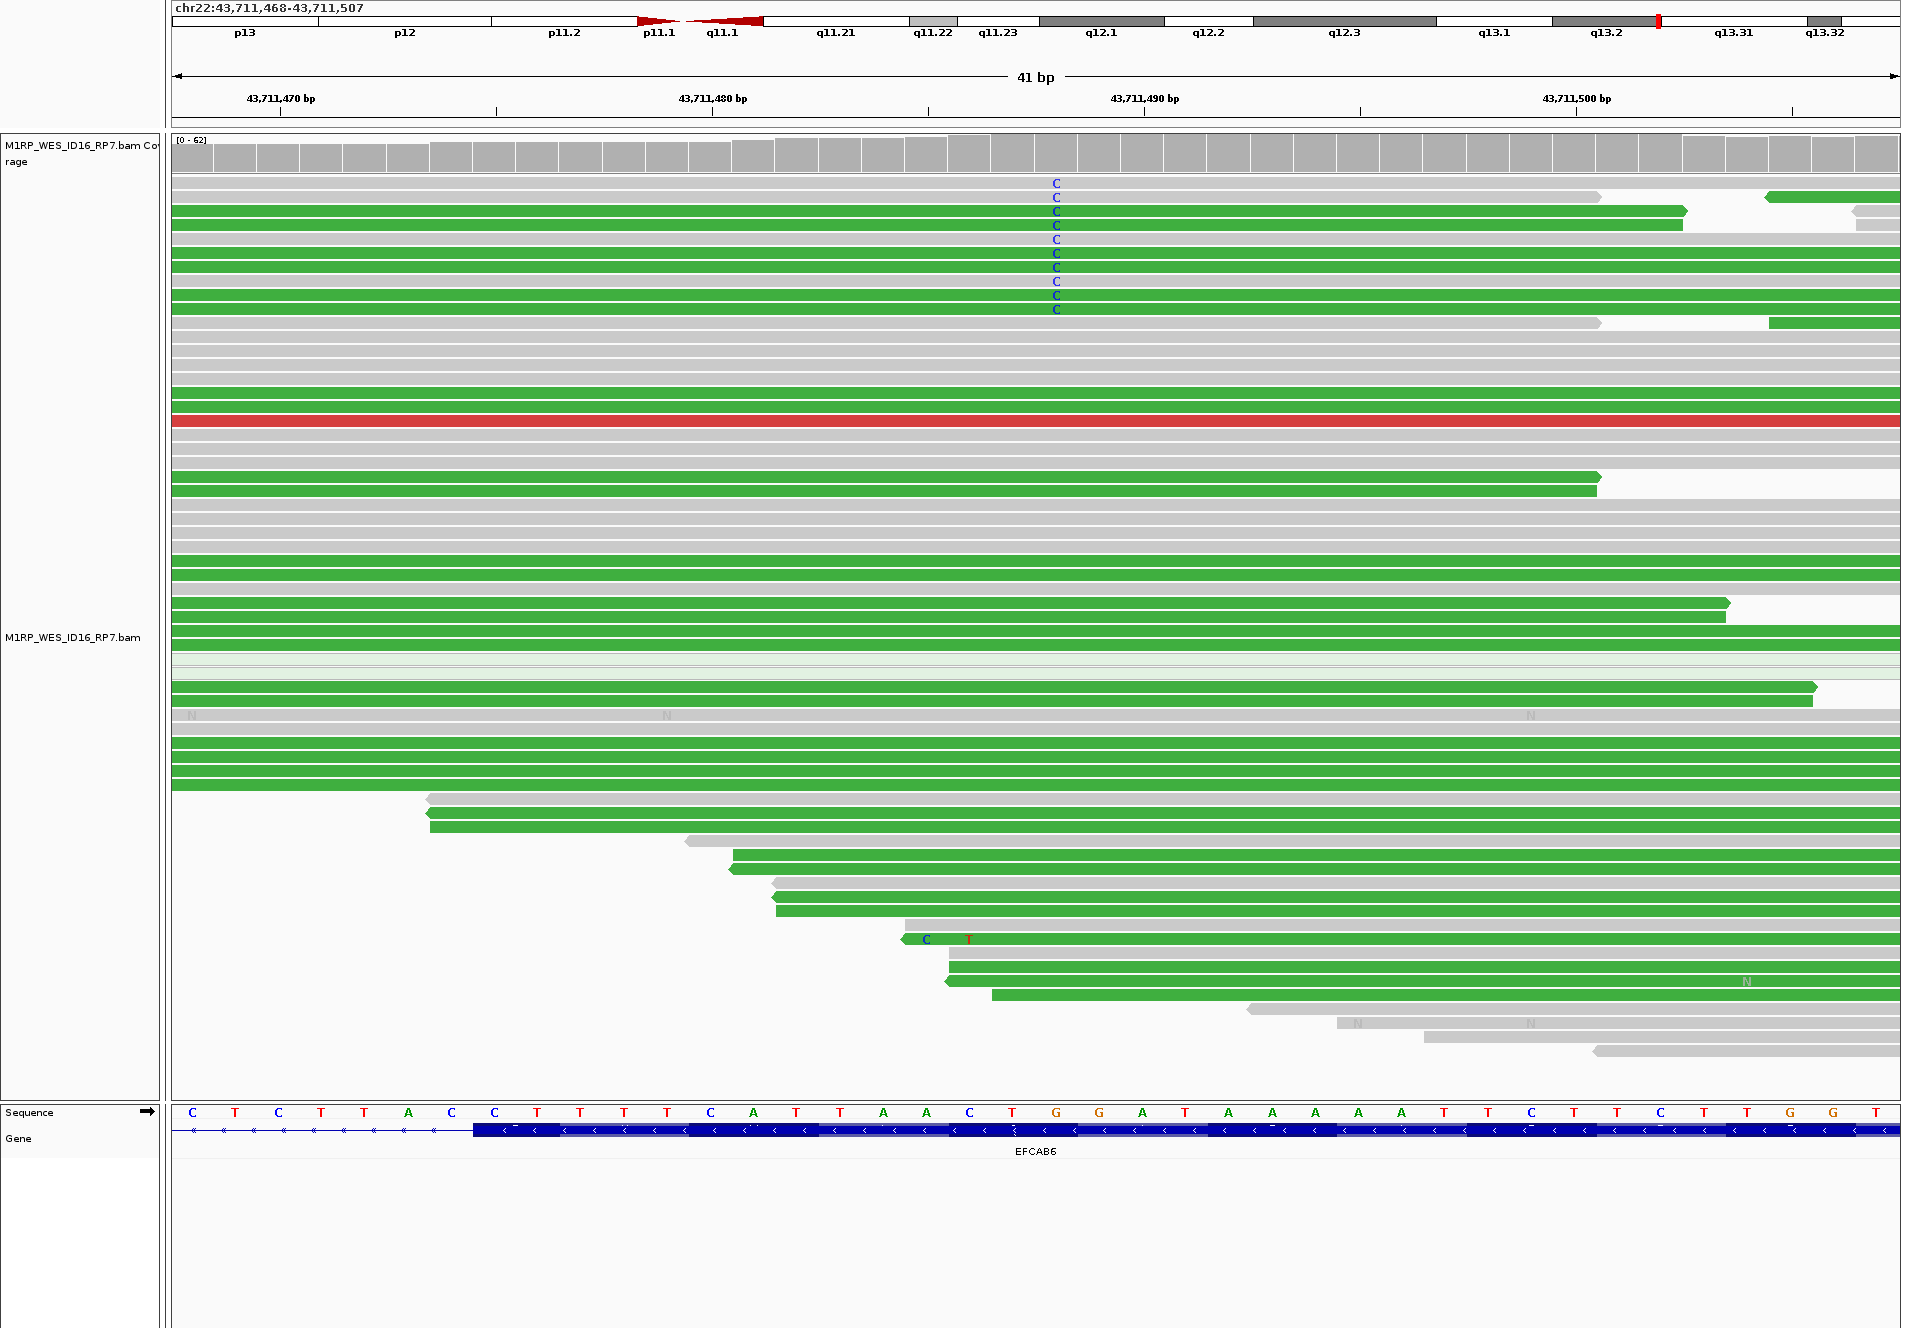 chr22:43,711,468-43,711,507
p13 p12 p11.2 p11.1 q11.1 q11.21 q11.22 q11.23 q12.1 q12.2 q12.3 q13.1 q13.2 q13.31 q13.32
41 bp
43,711,470 bp 43,711,480 bp 43,711,490 bp 43,711,500 bp
M1RP_WES_ID16_RP7.bam Co
rage
[0 - 62]
C
C
C
C
C
C
C
C
C
C
M1RP_WES_ID16_RP7.bam
N N N
C T
N
N N
Sequence C T C T T A C C T T T T C A T T A A C T G G A T A A A A A T T C T T C T T G G T
Gene
EFCAB6